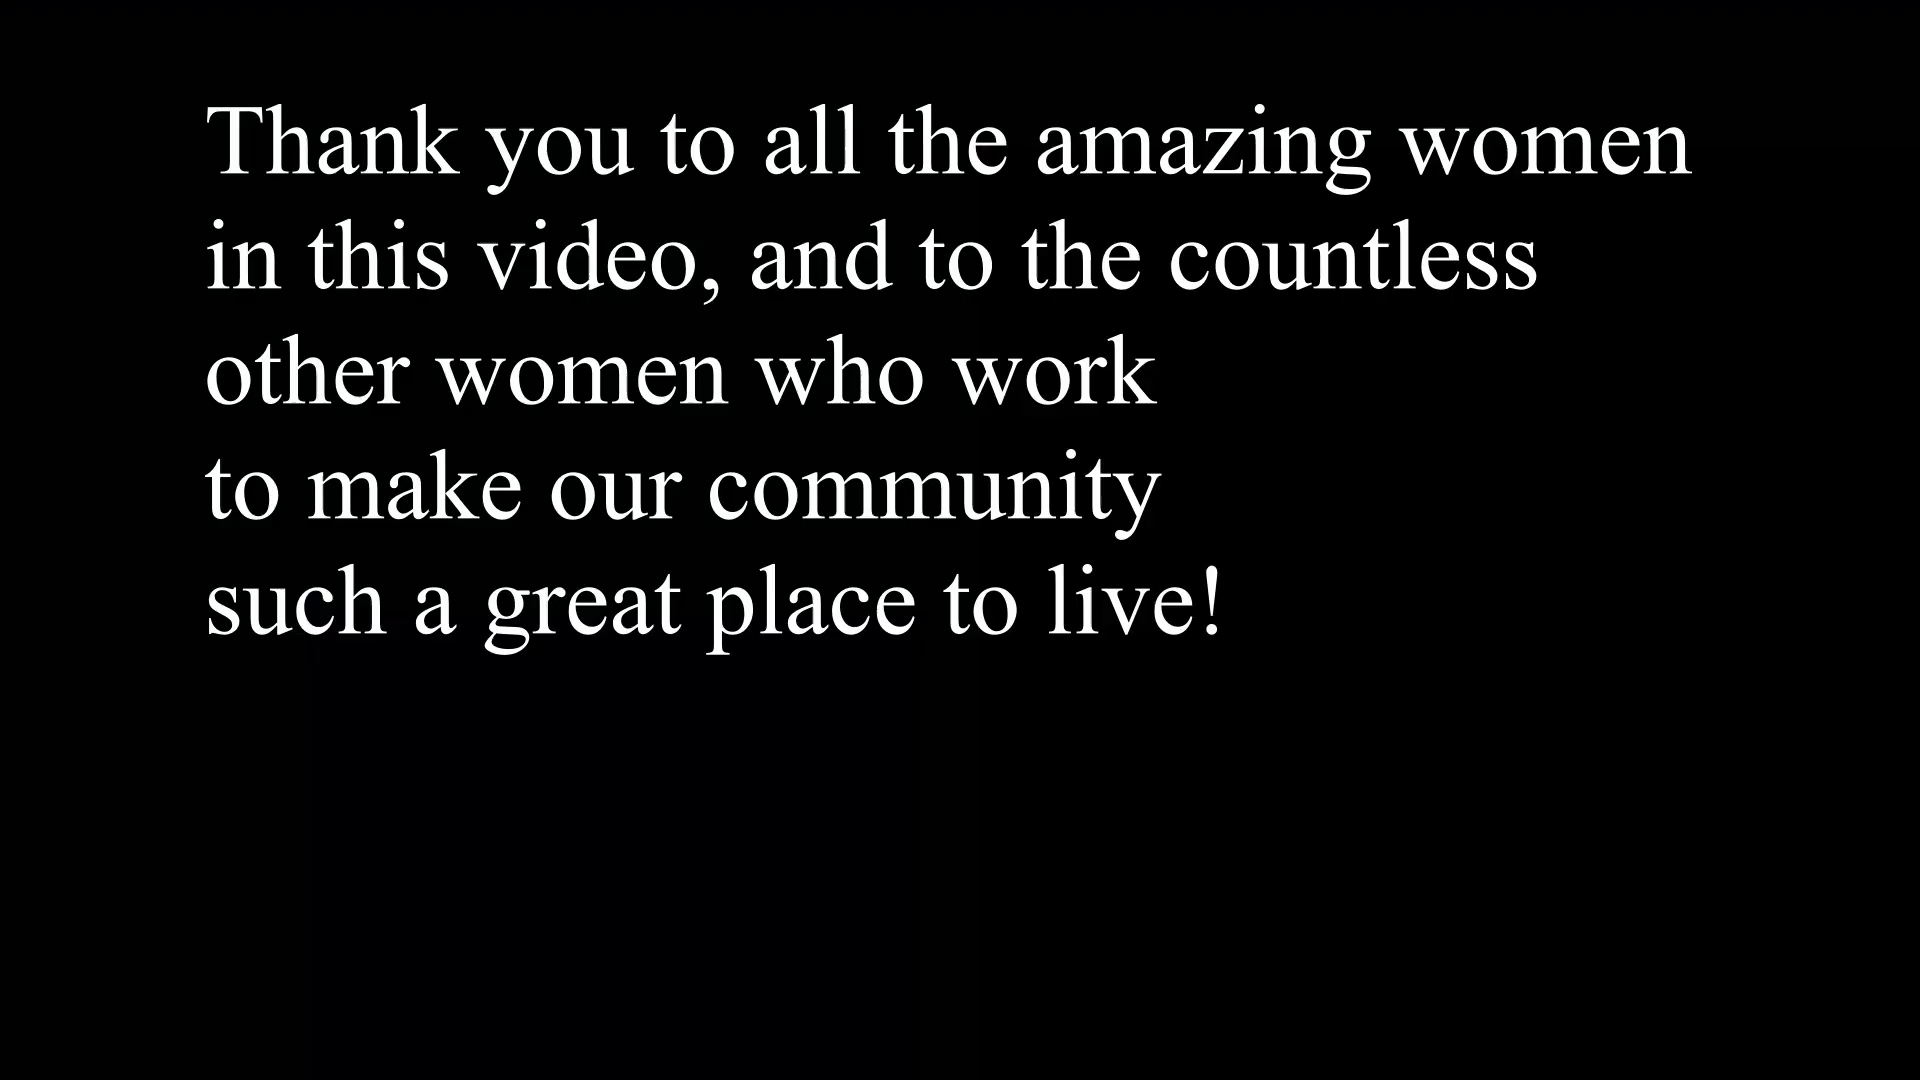 Thank you to all the amazing women
in this video, and to the countless
other women who work
to make our community
such a great place to live!